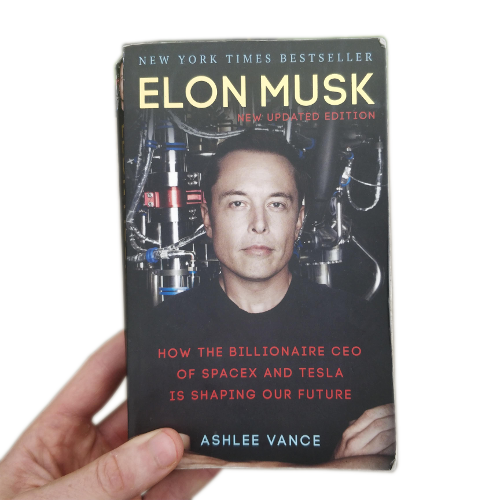 NEW YORK TIMES BESTSELLER
ELON MUSK
NEW UPDATED EDITION
HOW THE BILLIONAIRE CEO
OF SPACEX AND TESLA
IS SHAPING OUR FUTURE
ASHLEE VANCE